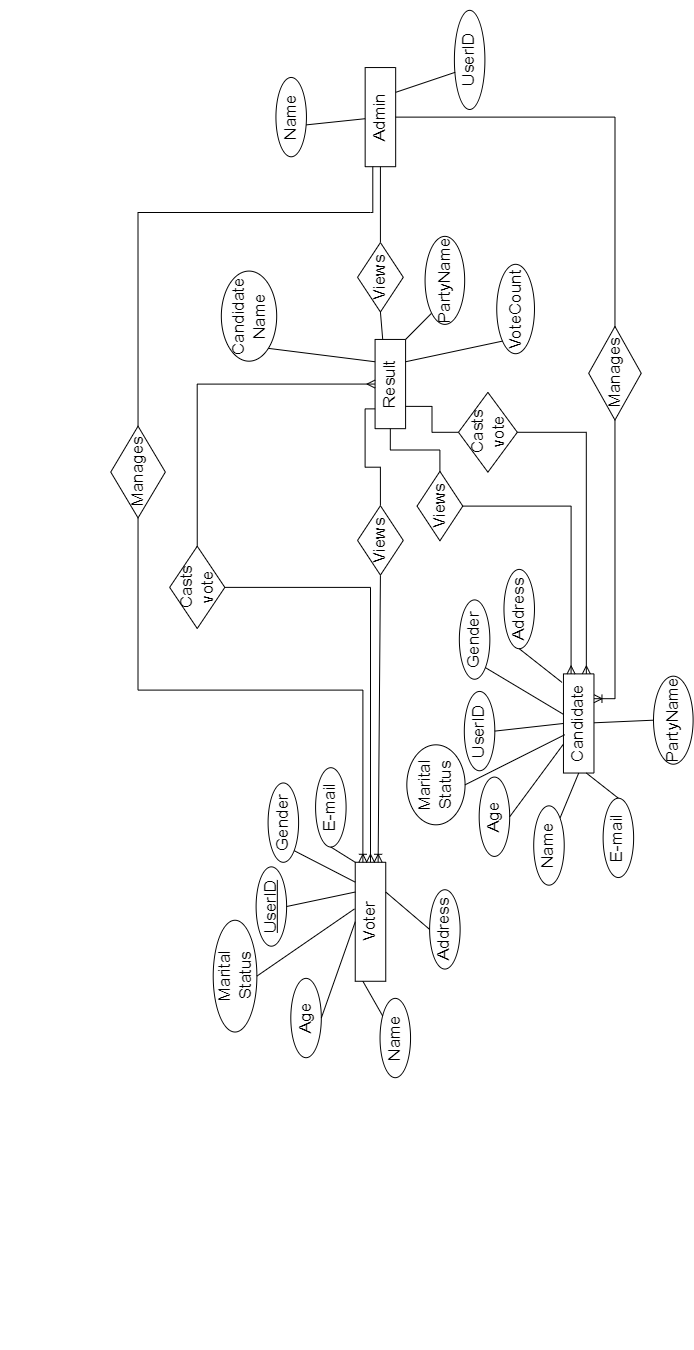 UserID
Name
Admin
Views
PartyName
Candidate
Name
VoteCount
Result
Manages
Casts
vote
Manages
Views
Views
Casts
vote
Address
Gender
UserID
Candidate
PartyName
Marital
Status
Age
Name
E-mail
E-mail
Gender
UserID
Voter
Address
Marital
Status
Age
Name